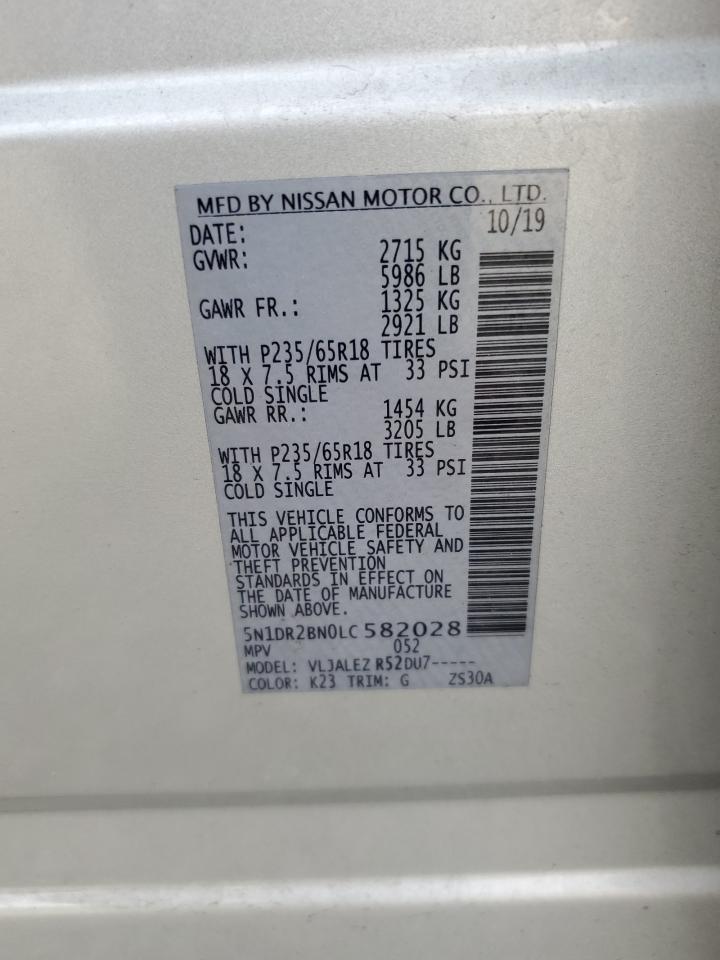 MFD BY NISSAN MOTOR CO., LTD.
DATE: 10/19
GVWR: 2715 KG
5986 LB
GAWR FR.: 1325 KG
2921 LB
WITH P235/65R18 TIRES
18 X 7.5 RIMS AT 33 PSI
COLD SINGLE
GAWR RR.: 1454 KG
3205 LB
WITH P235/65R18 TIRES
18 X 7.5 RIMS AT 33 PSI
COLD SINGLE
THIS VEHICLE CONFORMS TO
ALL APPLICABLE FEDERAL
MOTOR VEHICLE SAFETY AND
THEFT PREVENTION
STANDARDS IN EFFECT ON
THE DATE OF MANUFACTURE
SHOWN ABOVE.
5N1DR2BN0LC582028
MPV 052
MODEL: VLJALEZ R52DU7-----
COLOR: K23 TRIM: G ZS30A